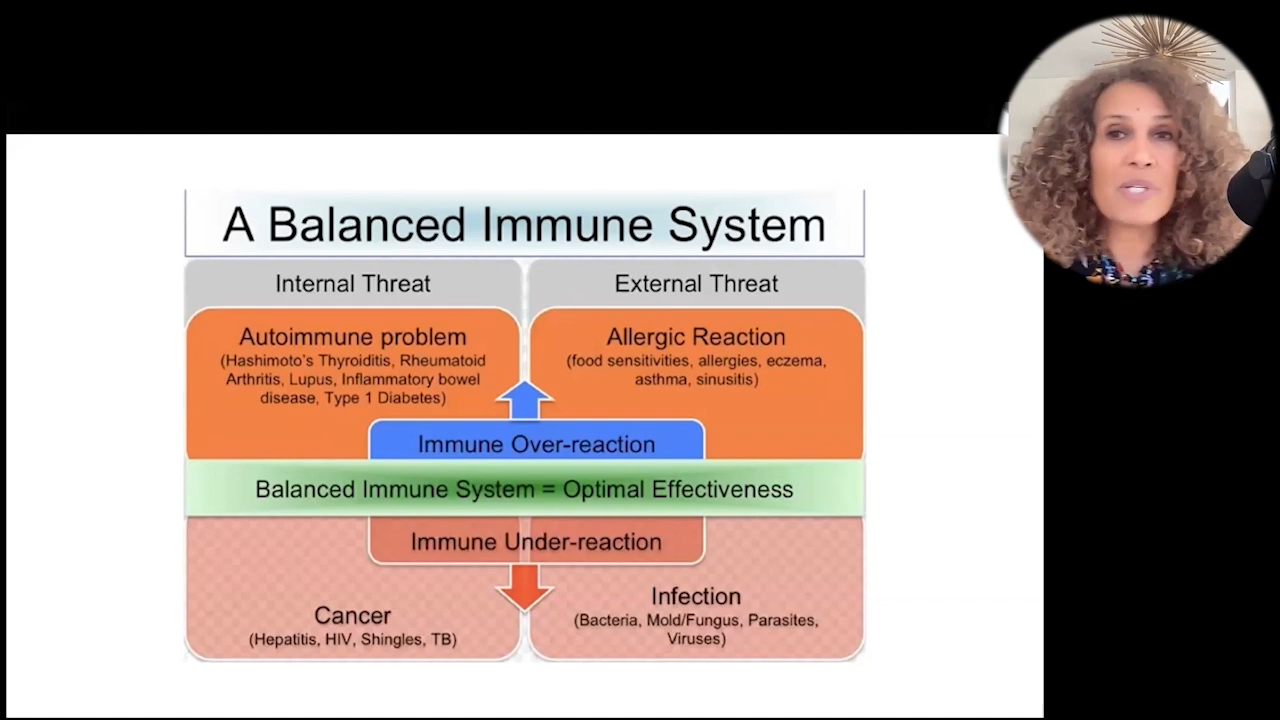 A Balanced Immune System
Internal Threat
External Threat
Autoimmune problem
(Hashimoto's Thyroiditis, Rheumatoid
Arthritis, Lupus, Inflammatory bowel
disease, Type 1 Diabetes)
Allergic Reaction
(food sensitivities, allergies, eczema,
asthma, sinusitis)
Immune Over-reaction
Balanced Immune System = Optimal Effectiveness
Immune Under-reaction
Cancer
(Hepatitis, HIV, Shingles, TB)
Infection
(Bacteria, Mold/Fungus, Parasites,
Viruses)